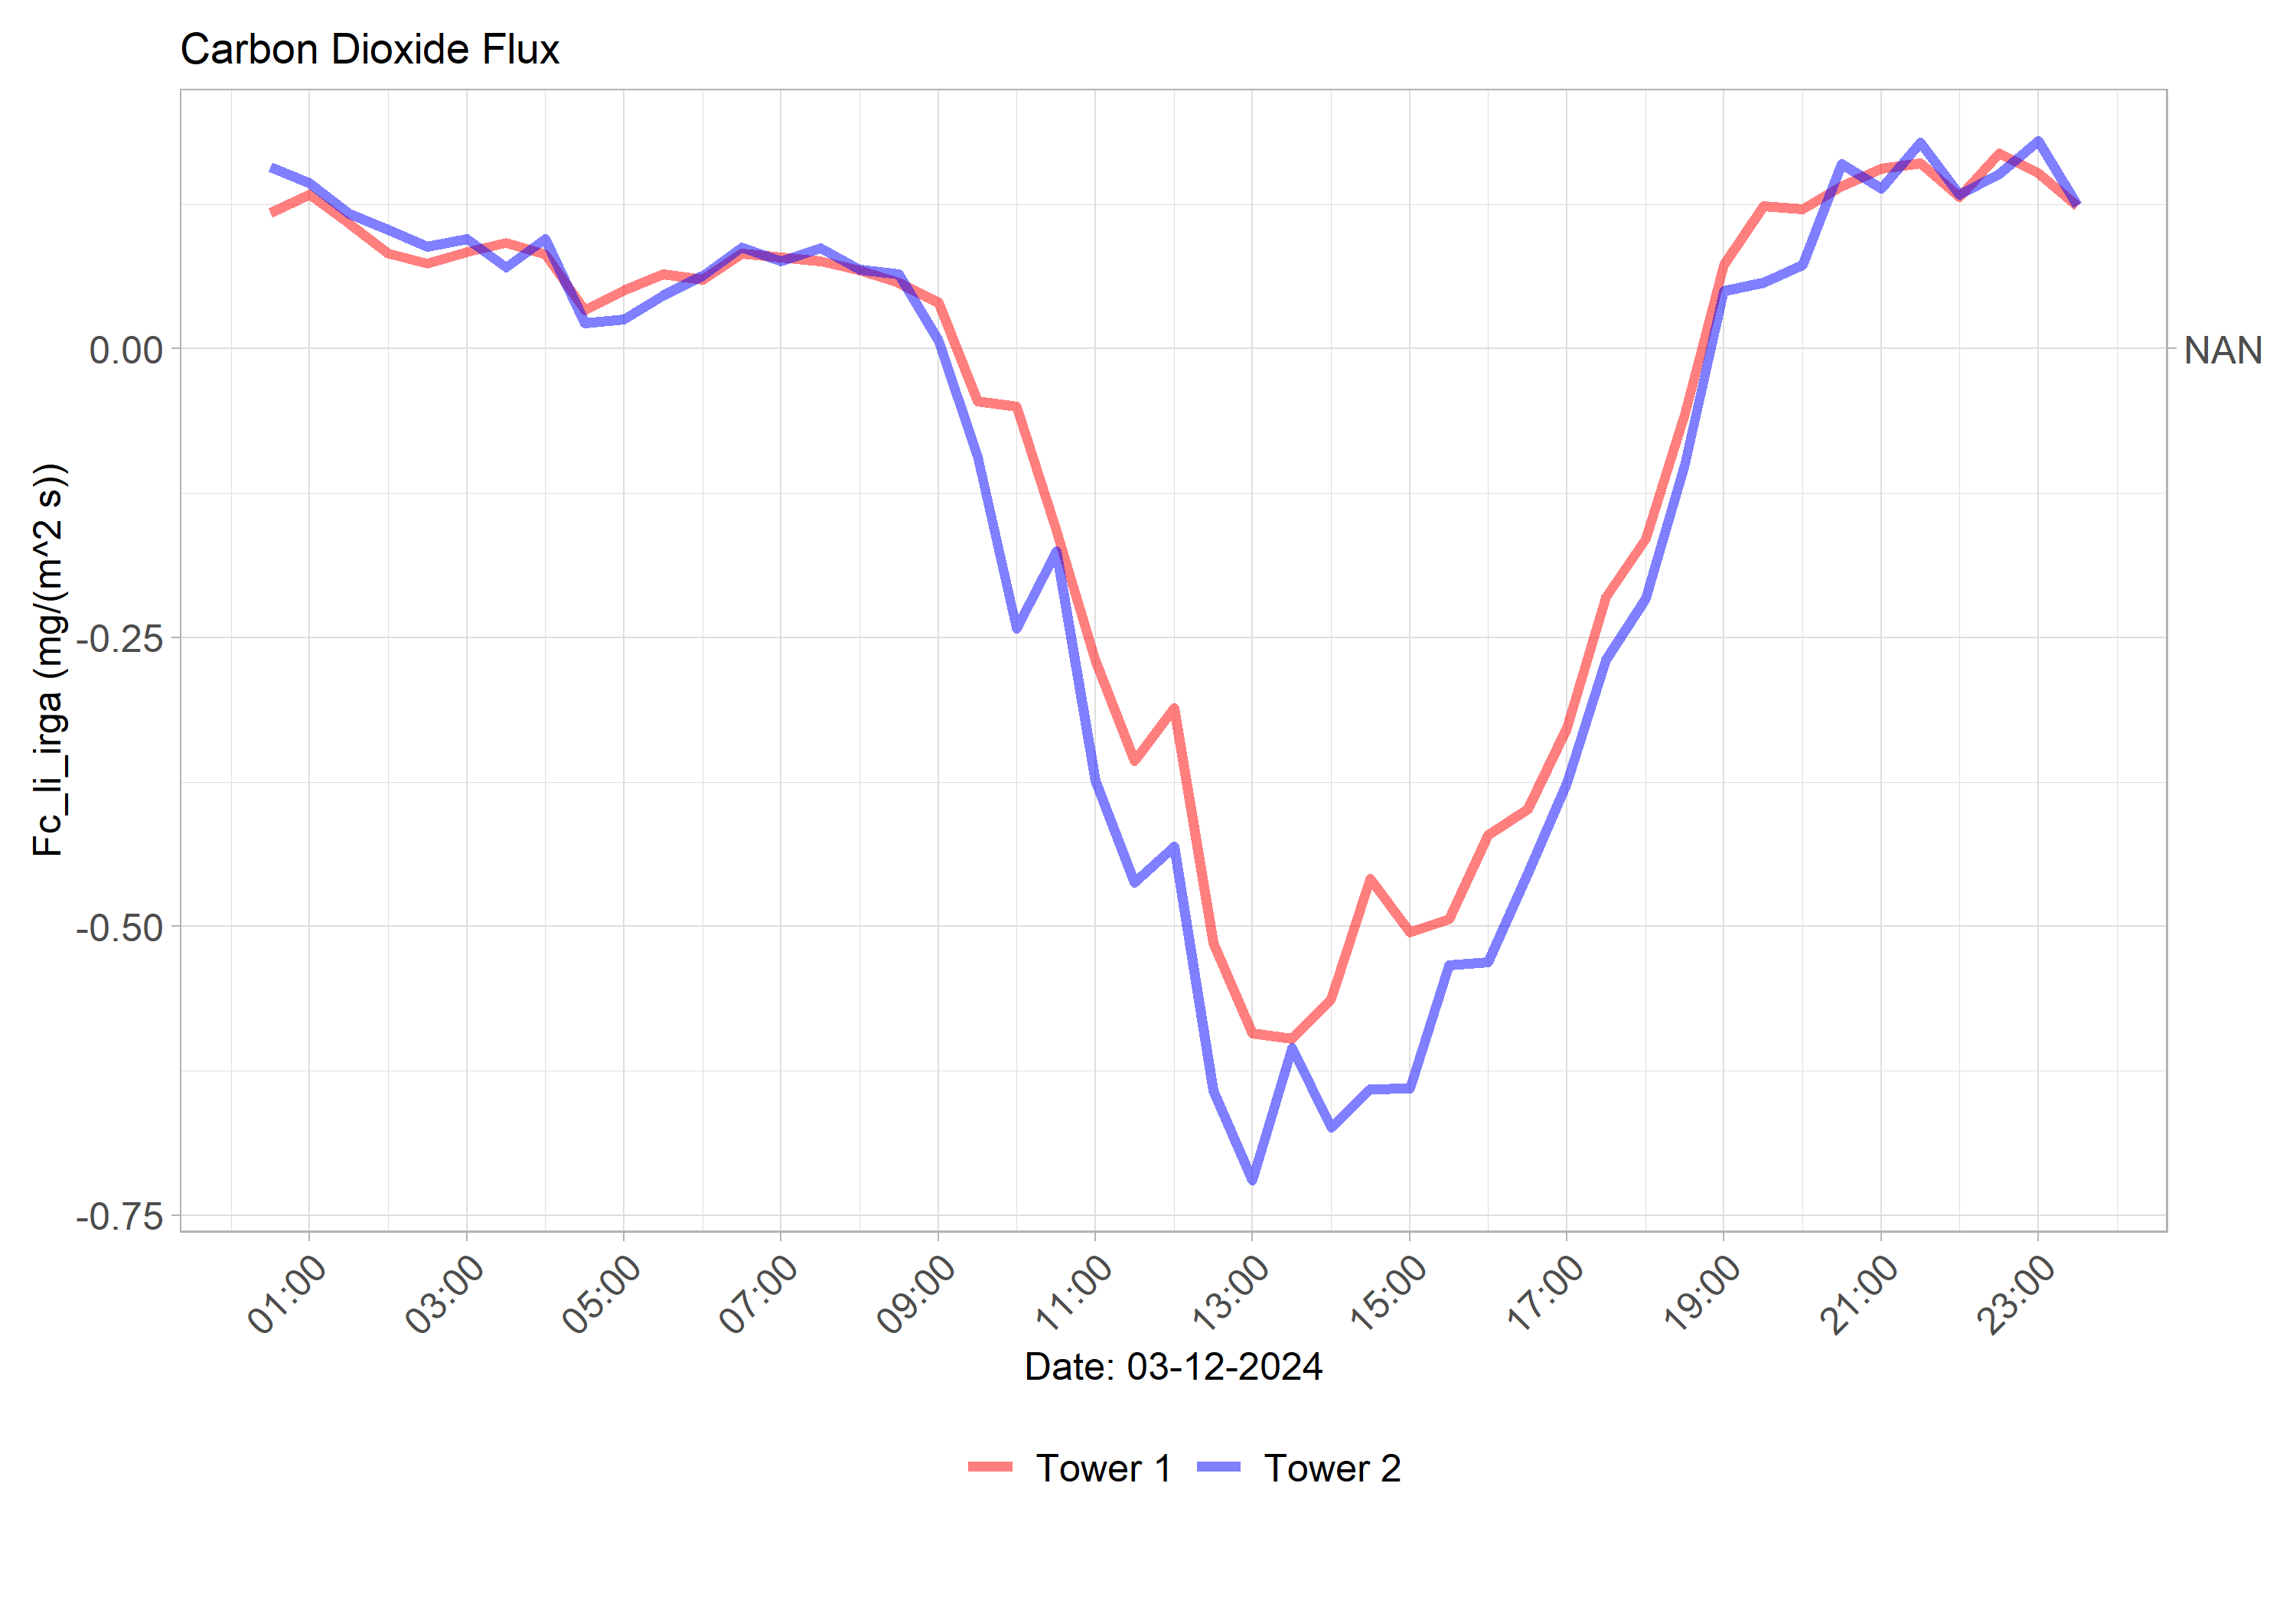 Carbon Dioxide Flux
Fc_li_irga (mg/(m^2 s))
0.00
-0.25
-0.50
-0.75
NAN
01:00
03:00
05:00
07:00
09:00
11:00
13:00
15:00
17:00
19:00
21:00
23:00
Date: 03-12-2024
Tower 1
Tower 2